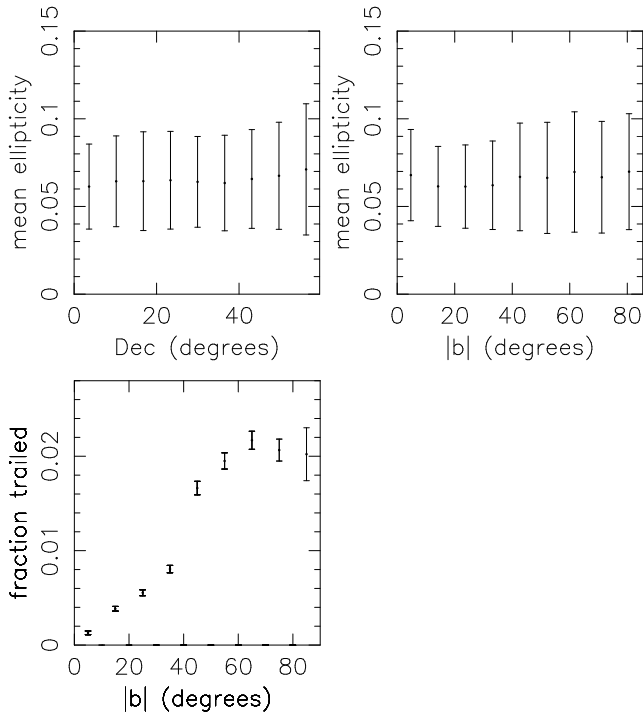 mean ellipticity
0 0.05 0.1 0.15
0 20 40
Dec (degrees)
mean ellipticity
0 0.05 0.1 0.15
0 20 40 60 80
|b| (degrees)
fraction trailed
0 0.01 0.02
0 20 40 60 80
|b| (degrees)